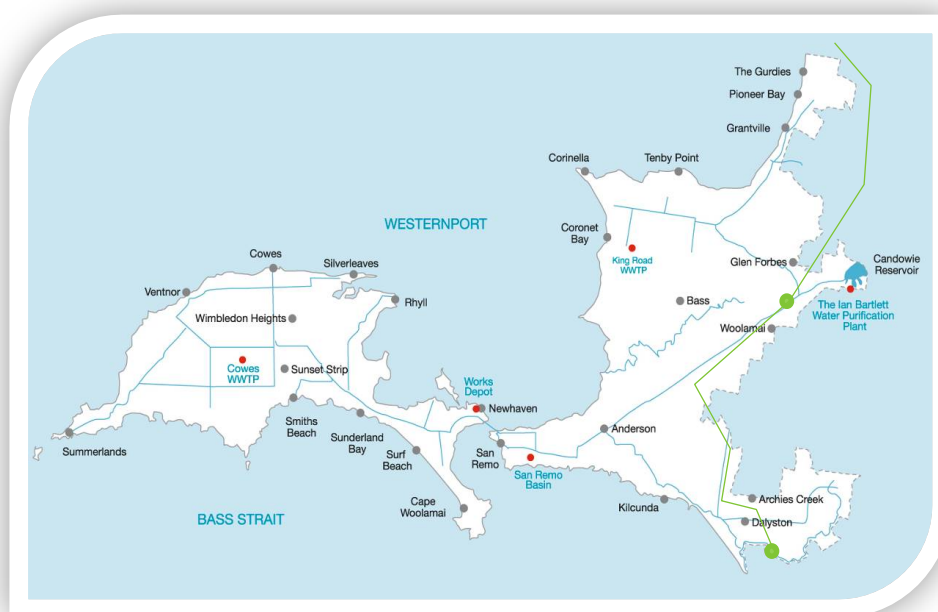 The Gurdies
Pioneer Bay
Grantville
Corinella
Tenby Point
WESTERNPORT
Coronet
Bay
King Road
WWTP
Glen Forbes
Candowie
Reservoir
Cowes
Silverleaves
Ventnor
Rhyll
Bass
The Ian Bartlett
Water Purification
Plant
Wimbledon Heights
Woolamai
Cowes
WWTP
Sunset Strip
Works
Depot
Newhaven
Smiths
Beach
Sunderland
Bay
Anderson
Summerlands
Surf
Beach
San
Remo
San Remo
Basin
Cape
Woolamai
Kilcunda
Archies Creek
BASS STRAIT
Dalyston